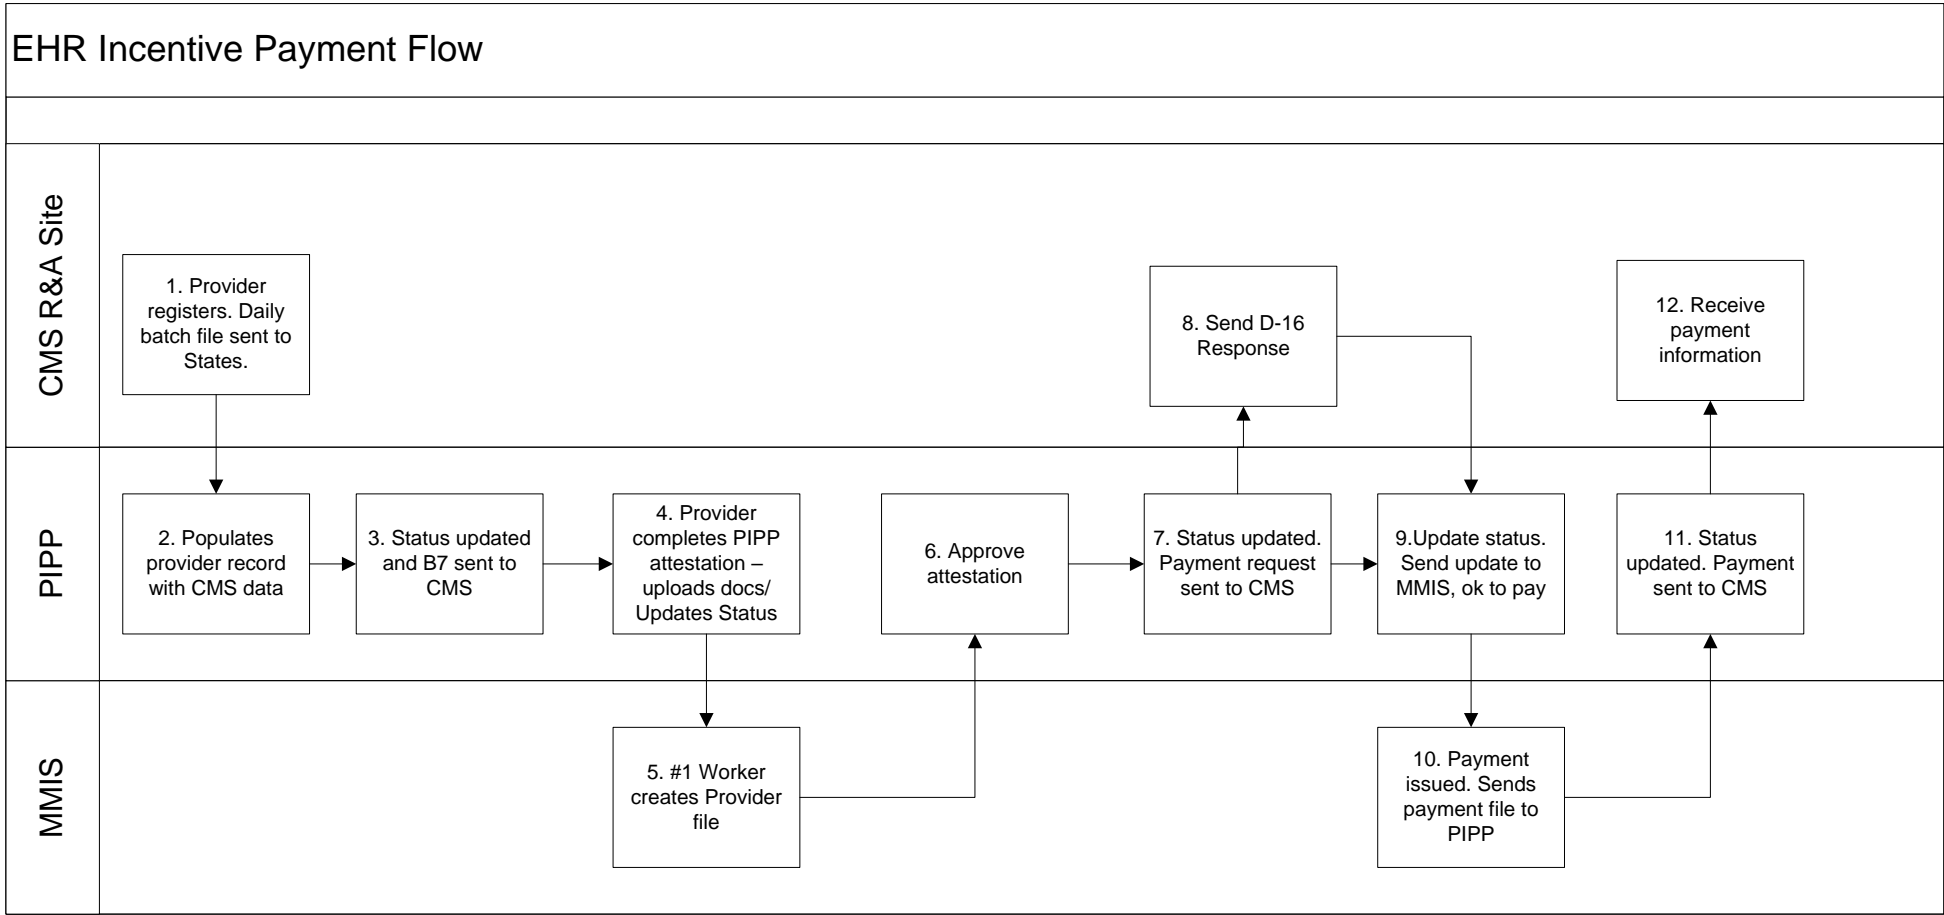 EHR Incentive Payment Flow
CMS R&A Site
1. Provider
registers. Daily
batch file sent to
States.
8. Send D-16
Response
12. Receive
payment
information
PIPP
2. Populates
provider record
with CMS data
3. Status updated
and B7 sent to
CMS
4. Provider
completes PIPP
attestation –
uploads docs/
Updates Status
6. Approve
attestation
7. Status updated.
Payment request
sent to CMS
9.Update status.
Send update to
MMIS, ok to pay
11. Status
updated. Payment
sent to CMS
MMIS
5. #1 Worker
creates Provider
file
10. Payment
issued. Sends
payment file to
PIPP